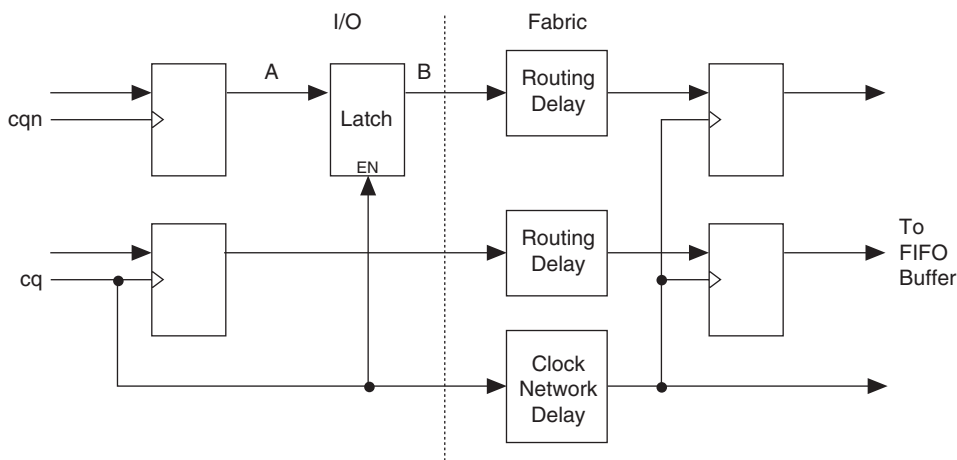 I/O
Fabric
A
B
Routing
Delay
cqn
Latch
EN
Routing
Delay
cq
To
FIFO
Buffer
Clock
Network
Delay